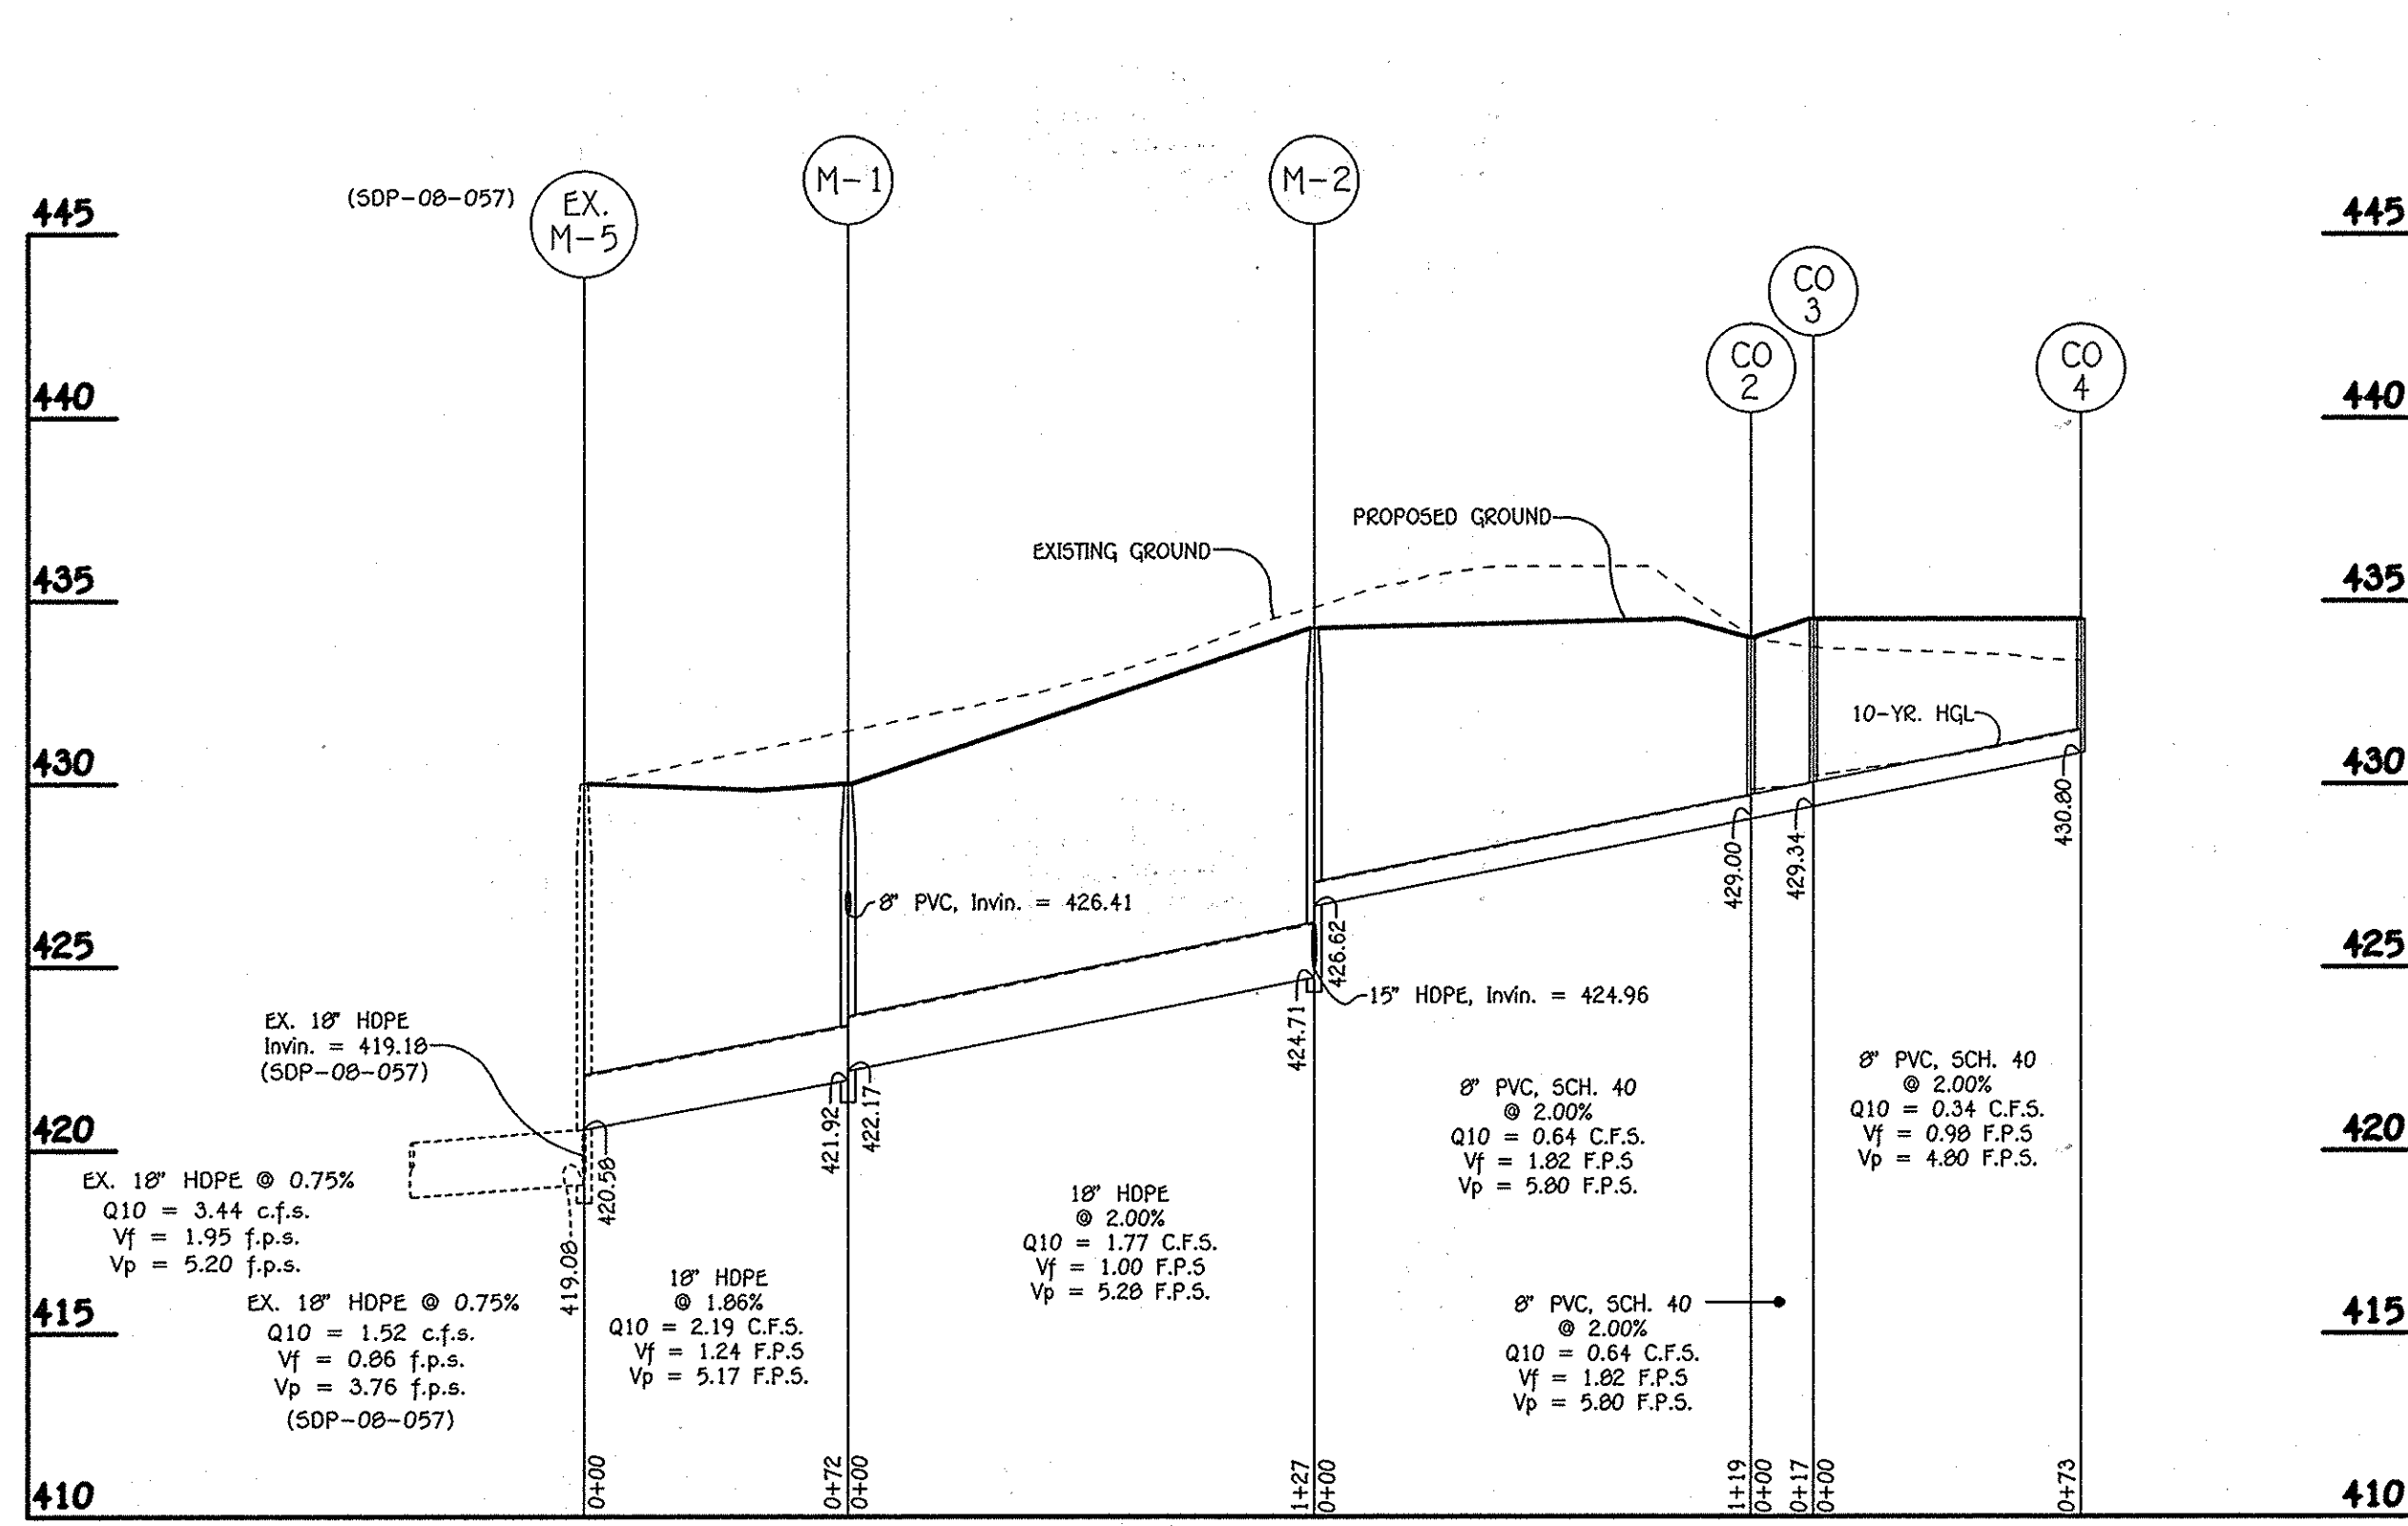 (SDP-08-057)
EX.
M-5
M-1
M-2
CO
3
CO
2
CO
4
445
445
440
440
435
435
430
430
425
425
420
420
415
415
410
410
PROPOSED GROUND
EXISTING GROUND
10-YR. HGL
8" PVC, Invin. = 426.41
15" HDPE, Invin. = 424.96
EX. 18" HDPE
Invin. = 419.18
(SDP-08-057)
419.08
420.58
421.92
422.17
424.71
426.62
429.00
429.34
430.80
EX. 18" HDPE @ 0.75%
Q10 = 3.44 c.f.s.
Vf = 1.95 f.p.s.
Vp = 5.20 f.p.s.
EX. 18" HDPE @ 0.75%
Q10 = 1.52 c.f.s.
Vf = 0.86 f.p.s.
Vp = 3.76 f.p.s.
(SDP-08-057)
18" HDPE
@ 1.86%
Q10 = 2.19 C.F.S.
Vf = 1.24 F.P.S
Vp = 5.17 F.P.S.
18" HDPE
@ 2.00%
Q10 = 1.77 C.F.S.
Vf = 1.00 F.P.S
Vp = 5.28 F.P.S.
8" PVC, SCH. 40
@ 2.00%
Q10 = 0.64 C.F.S.
Vf = 1.82 F.P.S
Vp = 5.80 F.P.S.
8" PVC, SCH. 40
@ 2.00%
Q10 = 0.64 C.F.S.
Vf = 1.82 F.P.S
Vp = 5.80 F.P.S.
8" PVC, SCH. 40
@ 2.00%
Q10 = 0.34 C.F.S.
Vf = 0.98 F.P.S
Vp = 4.80 F.P.S.
0+00
0+72
0+00
1+27
0+00
1+19
0+00
0+17
0+00
0+73